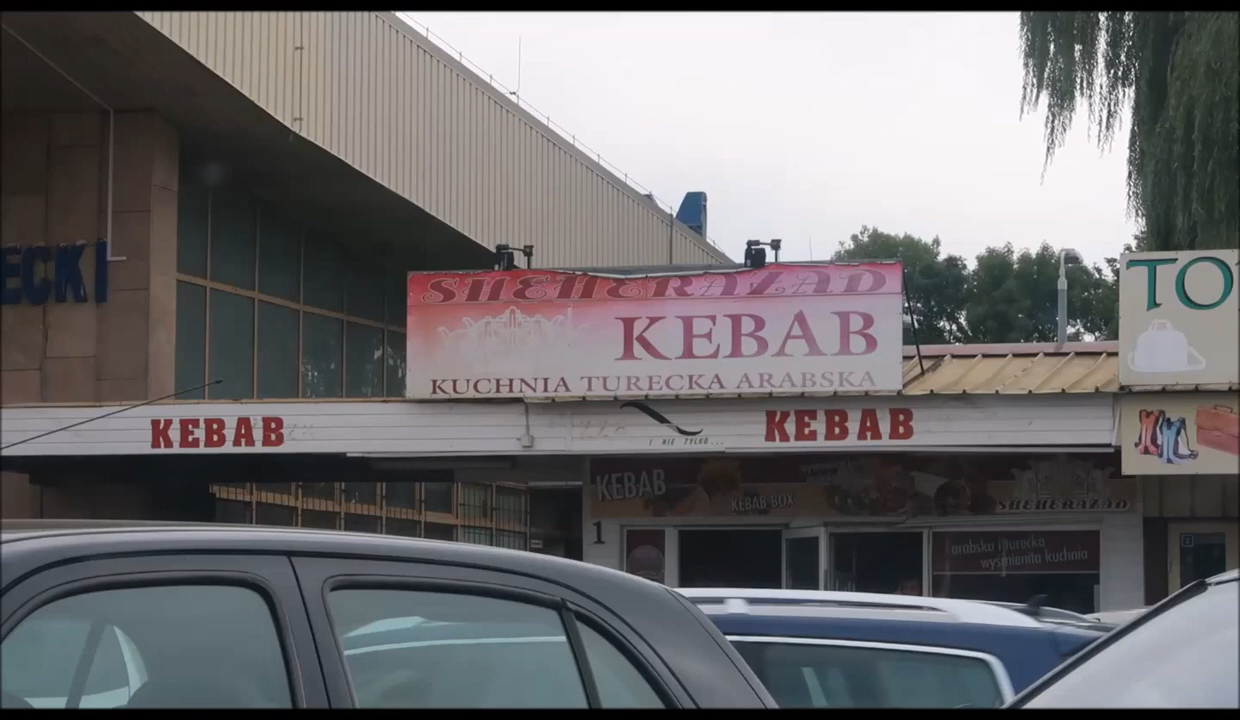 ECKI
SHEHERAZAD
KEBAB
KUCHNIA TURECKA ARABSKA
TO
KEBAB
I NIE TYLKO...
KEBAB
KEBAB
KEBAB BOX
SHEHERAZAD
1
arabska i turecka
wyśmienita kuchnia